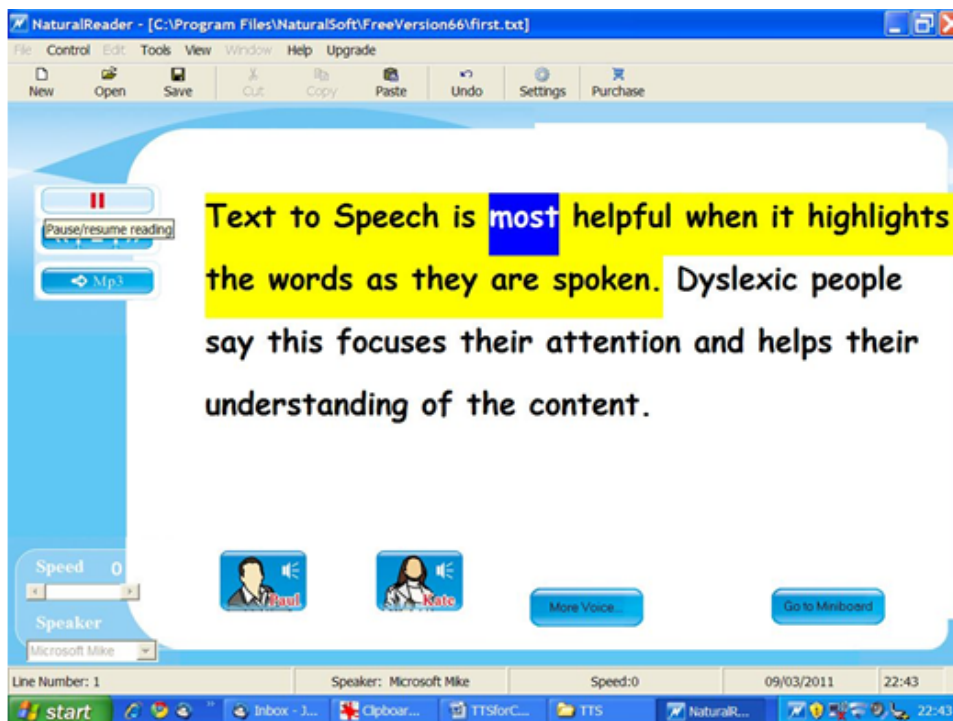 NaturalReader - [C:\Program Files\NaturalSoft\FreeVersion66\first.txt]
File Control Edit Tools View Window Help Upgrade
New Open Save Cut Copy Paste Undo Settings Purchase
Pause/resume reading
Mp3
Text to Speech is most helpful when it highlights
the words as they are spoken. Dyslexic people
say this focuses their attention and helps their
understanding of the content.
Speed 0
Speaker
Microsoft Mike
Paul
Kate
More Voice...
Go to Miniboard
Line Number: 1 Speaker: Microsoft Mike Speed:0 09/03/2011 22:43
start Inbox - J... Clipboar... TTSforC... TTS NaturalR... 22:43